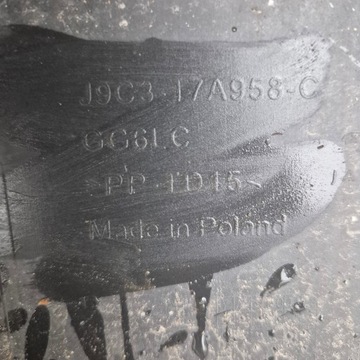 J9C3-17A958-C
GG6LC
>PP-TD15<
Made in Poland